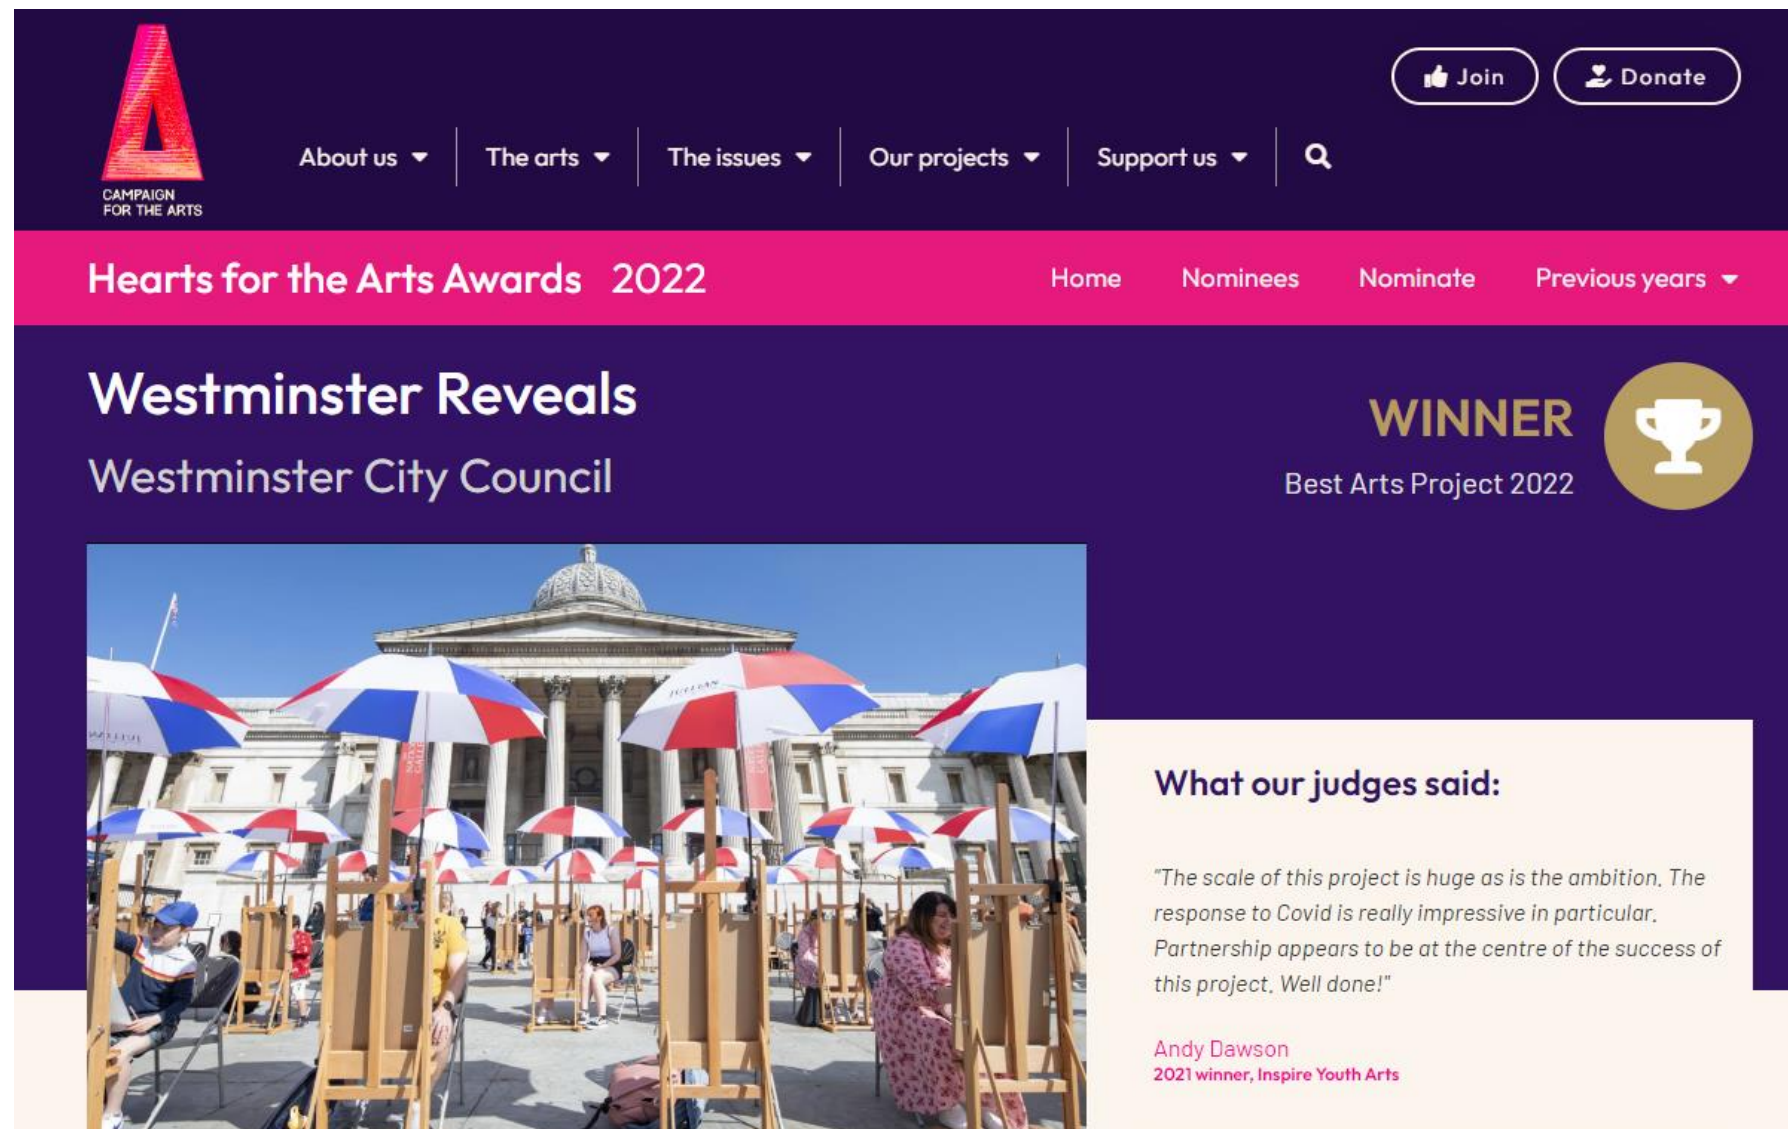 CAMPAIGN
FOR THE ARTS
Join
Donate
About us
The arts
The issues
Our projects
Support us
Hearts for the Arts Awards 2022
Home
Nominees
Nominate
Previous years
Westminster Reveals
Westminster City Council
WINNER
Best Arts Project 2022
What our judges said:
"The scale of this project is huge as is the ambition. The
response to Covid is really impressive in particular.
Partnership appears to be at the centre of the success of
this project. Well done!"
Andy Dawson
2021 winner, Inspire Youth Arts